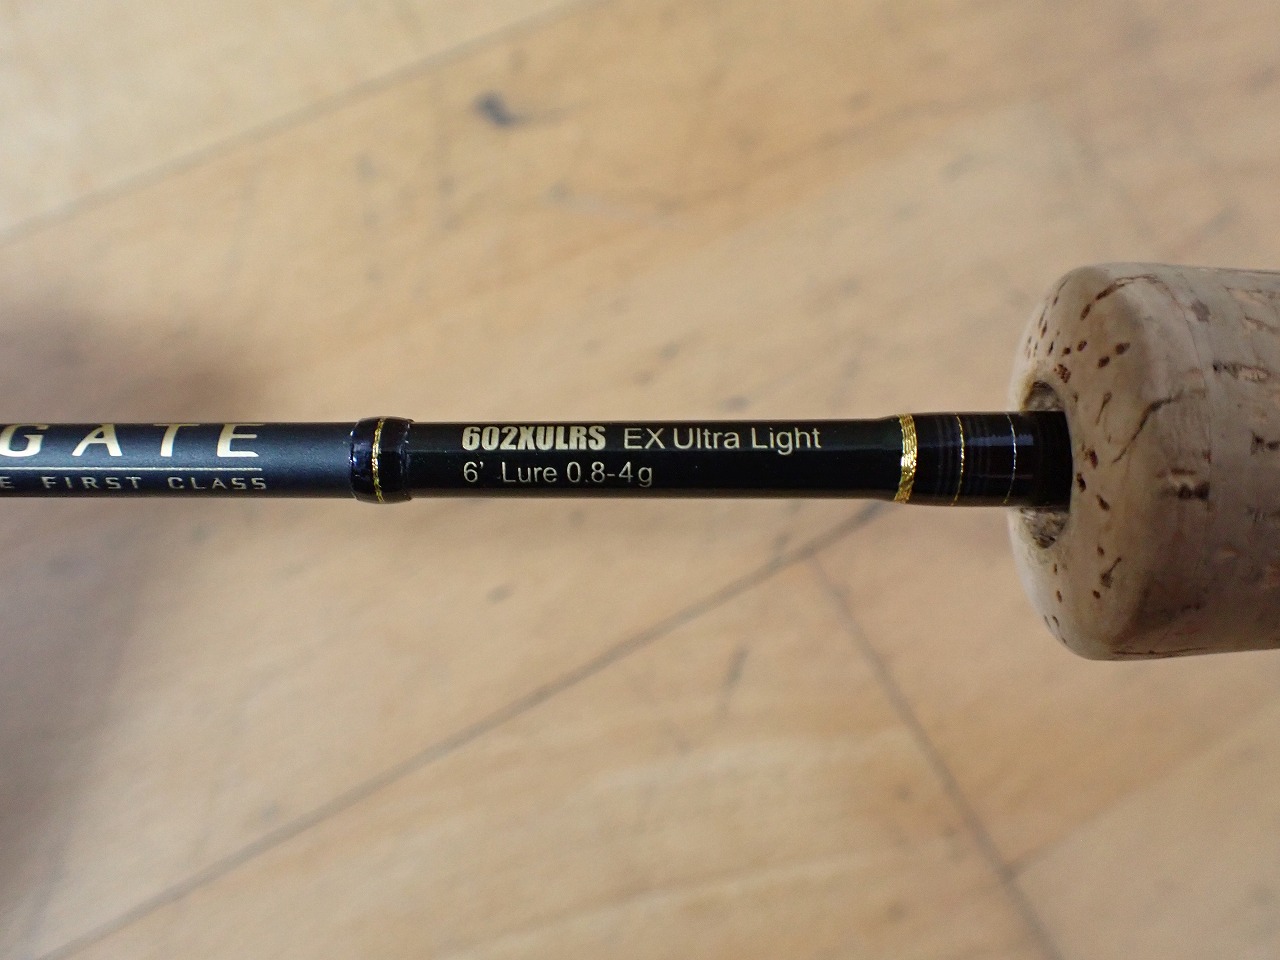 GATE
E FIRST CLASS
602XULRS EX Ultra Light
6' Lure 0.8-4g